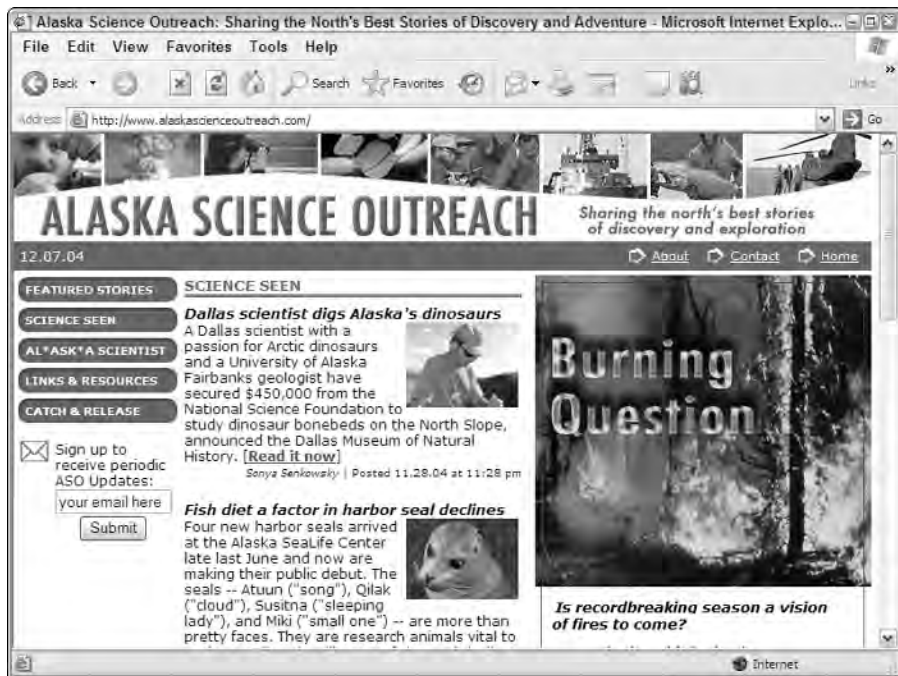 Alaska Science Outreach: Sharing the North's Best Stories of Discovery and Adventure - Microsoft Internet Explo...
File Edit View Favorites Tools Help
Back Search Favorites Links
Address http://www.alaskascienceoutreach.com/ Go
ALASKA SCIENCE OUTREACH
Sharing the north's best stories
of discovery and exploration
12.07.04
About Contact Home
FEATURED STORIES
SCIENCE SEEN
AL*ASK*A SCIENTIST
LINKS & RESOURCES
CATCH & RELEASE
Sign up to
receive periodic
ASO Updates:
your email here
Submit
SCIENCE SEEN
Dallas scientist digs Alaska's dinosaurs
A Dallas scientist with a
passion for Arctic dinosaurs
and a University of Alaska
Fairbanks geologist have
secured $450,000 from the
National Science Foundation to
study dinosaur bonebeds on the North Slope,
announced the Dallas Museum of Natural
History. [Read it now]
Sonya Senkowsky | Posted 11.28.04 at 11:28 pm
Fish diet a factor in harbor seal declines
Four new harbor seals arrived
at the Alaska SeaLife Center
late last June and now are
making their public debut. The
seals -- Atuun ("song"), Qilak
("cloud"), Susitna ("sleeping
lady"), and Miki ("small one") -- are more than
pretty faces. They are research animals vital to
Burning
Question
Is recordbreaking season a vision
of fires to come?
Internet